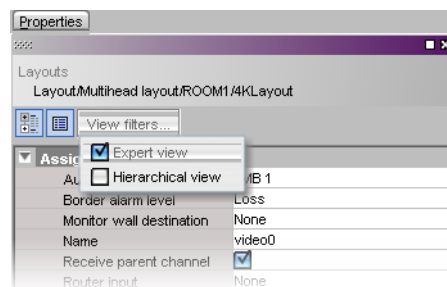 Properties
Layouts
Layout/Multihead layout/ROOM1/4KLayout
View filters...
Expert view
Assig
Hierarchical view
Au
MB 1
Border alarm level Loss
Monitor wall destination None
Name video0
Receive parent channel
Router input None